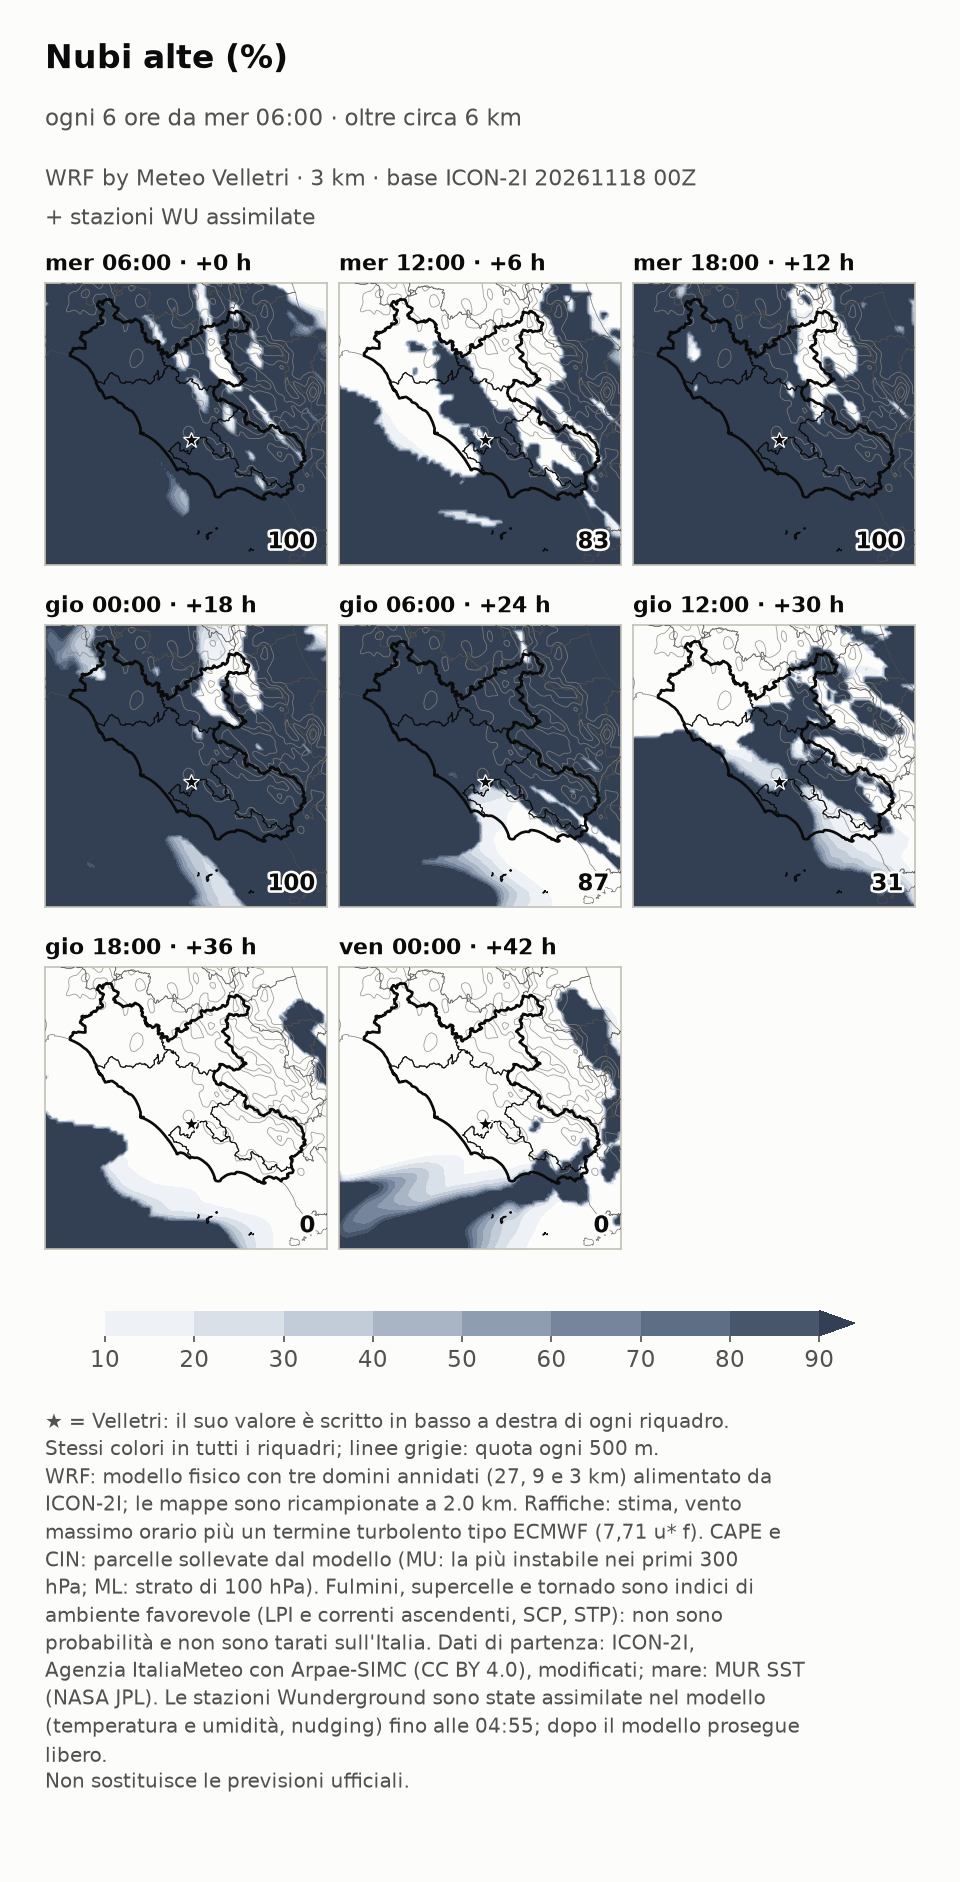 Nubi alte (%)
ogni 6 ore da mer 06:00 · oltre circa 6 km
WRF by Meteo Velletri · 3 km · base ICON-2I 20261118 00Z
+ stazioni WU assimilate
mer 06:00 · +0 h
mer 12:00 · +6 h
mer 18:00 · +12 h
100
83
100
gio 00:00 · +18 h
gio 06:00 · +24 h
gio 12:00 · +30 h
100
87
31
gio 18:00 · +36 h
ven 00:00 · +42 h
0
0
10 20 30 40 50 60 70 80 90
★ = Velletri: il suo valore è scritto in basso a destra di ogni riquadro.
Stessi colori in tutti i riquadri; linee grigie: quota ogni 500 m.
WRF: modello fisico con tre domini annidati (27, 9 e 3 km) alimentato da
ICON-2I; le mappe sono ricampionate a 2.0 km. Raffiche: stima, vento
massimo orario più un termine turbolento tipo ECMWF (7,71 u* f). CAPE e
CIN: parcelle sollevate dal modello (MU: la più instabile nei primi 300
hPa; ML: strato di 100 hPa). Fulmini, supercelle e tornado sono indici di
ambiente favorevole (LPI e correnti ascendenti, SCP, STP): non sono
probabilità e non sono tarati sull'Italia. Dati di partenza: ICON-2I,
Agenzia ItaliaMeteo con Arpae-SIMC (CC BY 4.0), modificati; mare: MUR SST
(NASA JPL). Le stazioni Wunderground sono state assimilate nel modello
(temperatura e umidità, nudging) fino alle 04:55; dopo il modello prosegue
libero.
Non sostituisce le previsioni ufficiali.